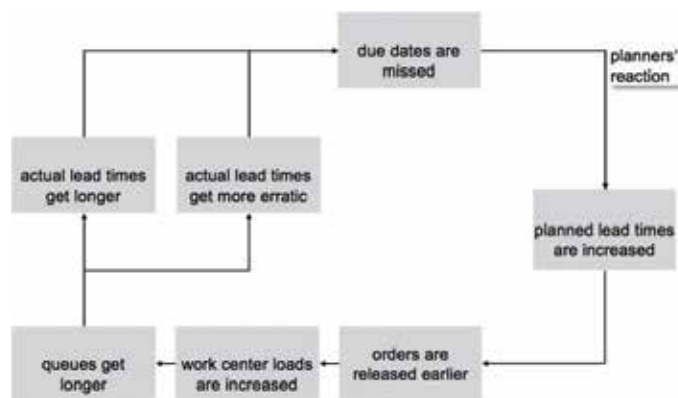 due dates are
missed
planners'
reaction
actual lead times
get longer
actual lead times
get more erratic
planned lead times
are increased
orders are
released earlier
work center loads
are increased
queues get
longer